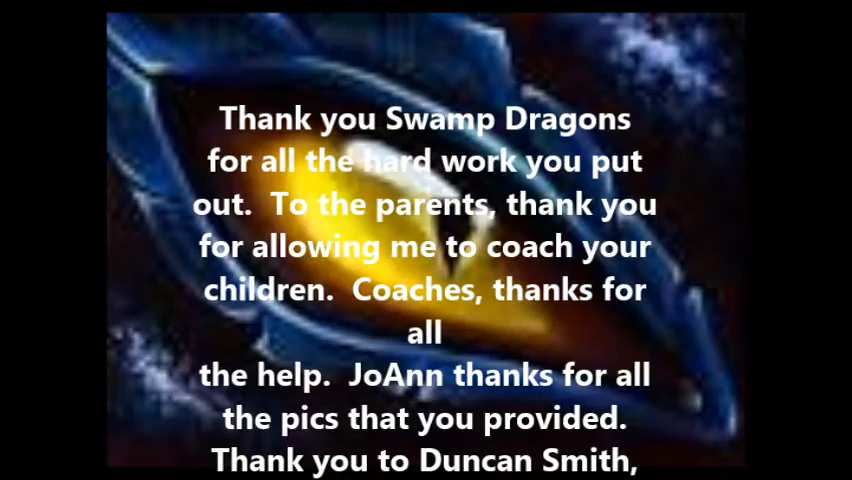 Thank you Swamp Dragons
for all the hard work you put
out.  To the parents, thank you
for allowing me to coach your
children.  Coaches, thanks for
all
the help.  JoAnn thanks for all
the pics that you provided.
Thank you to Duncan Smith,